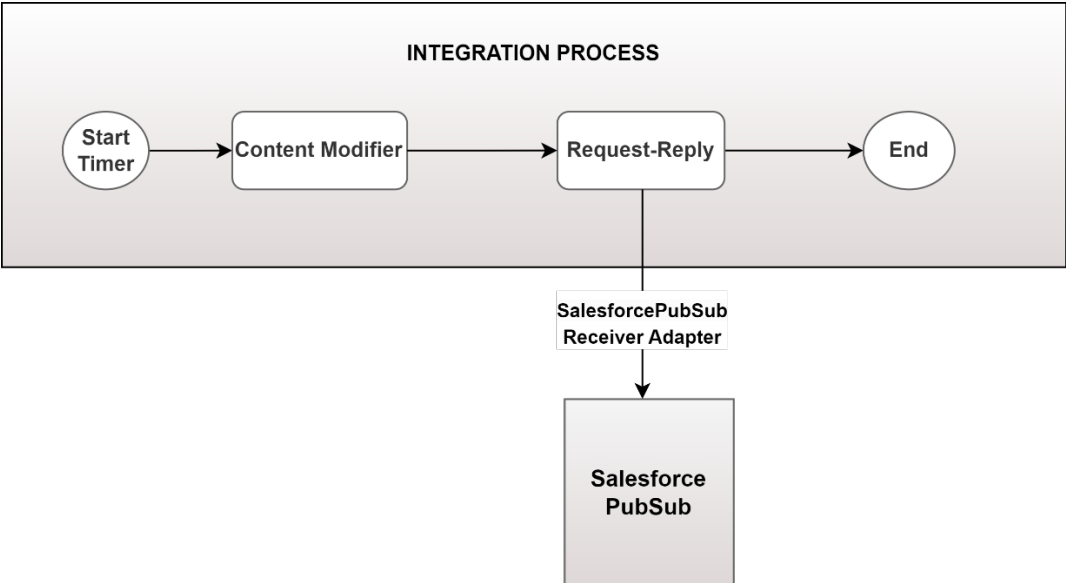 INTEGRATION PROCESS
Start
Timer
Content Modifier
Request-Reply
End
SalesforcePubSub
Receiver Adapter
Salesforce
PubSub